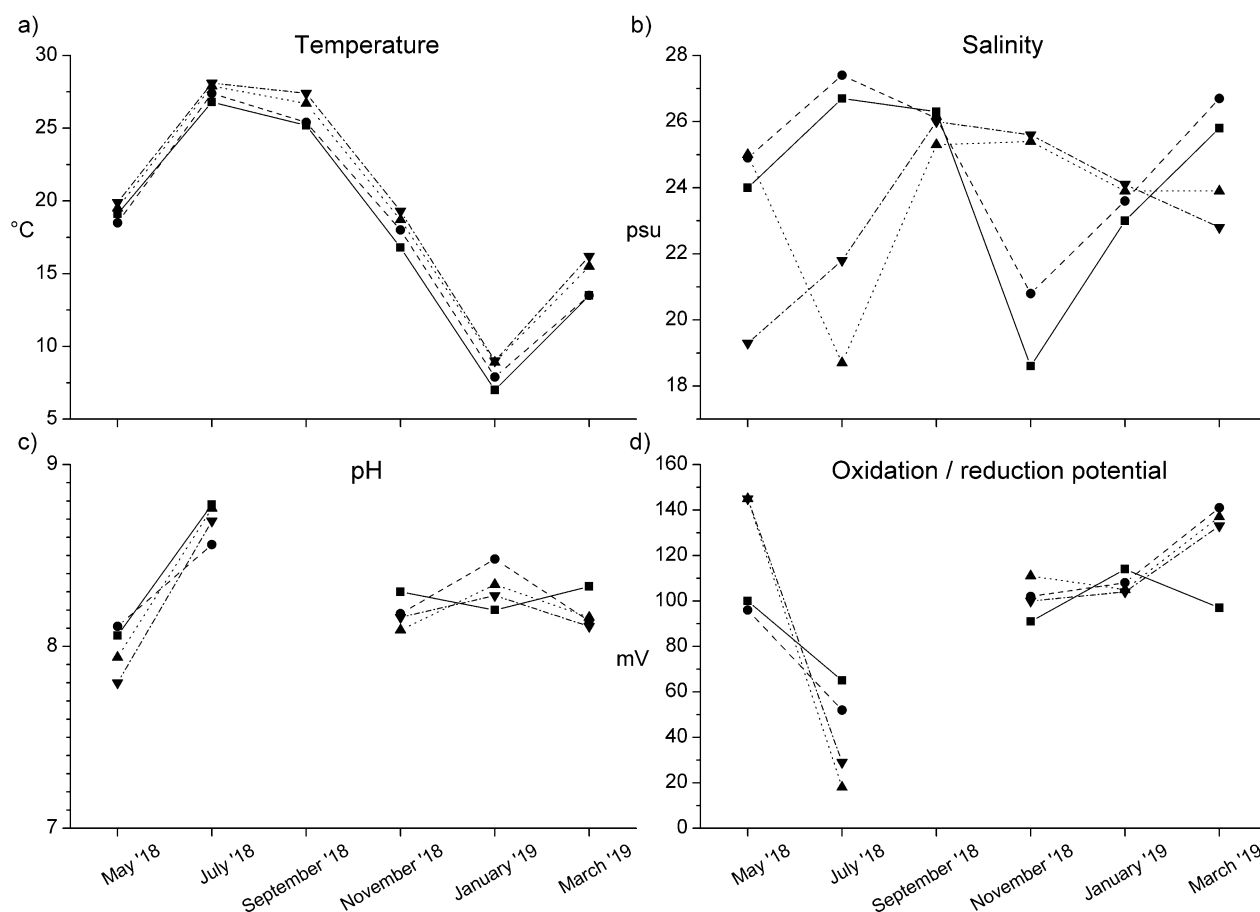 a)
Temperature
30
25
20
°C
15
10
5
b)
Salinity
28
26
24
psu
22
20
18
c)
pH
9
8
7
May '18
July '18
September '18
November '18
January '19
March '19
d)
Oxidation / reduction potential
160
140
120
100
80
mV
60
40
20
0
May '18
July '18
September '18
November '18
January '19
March '19